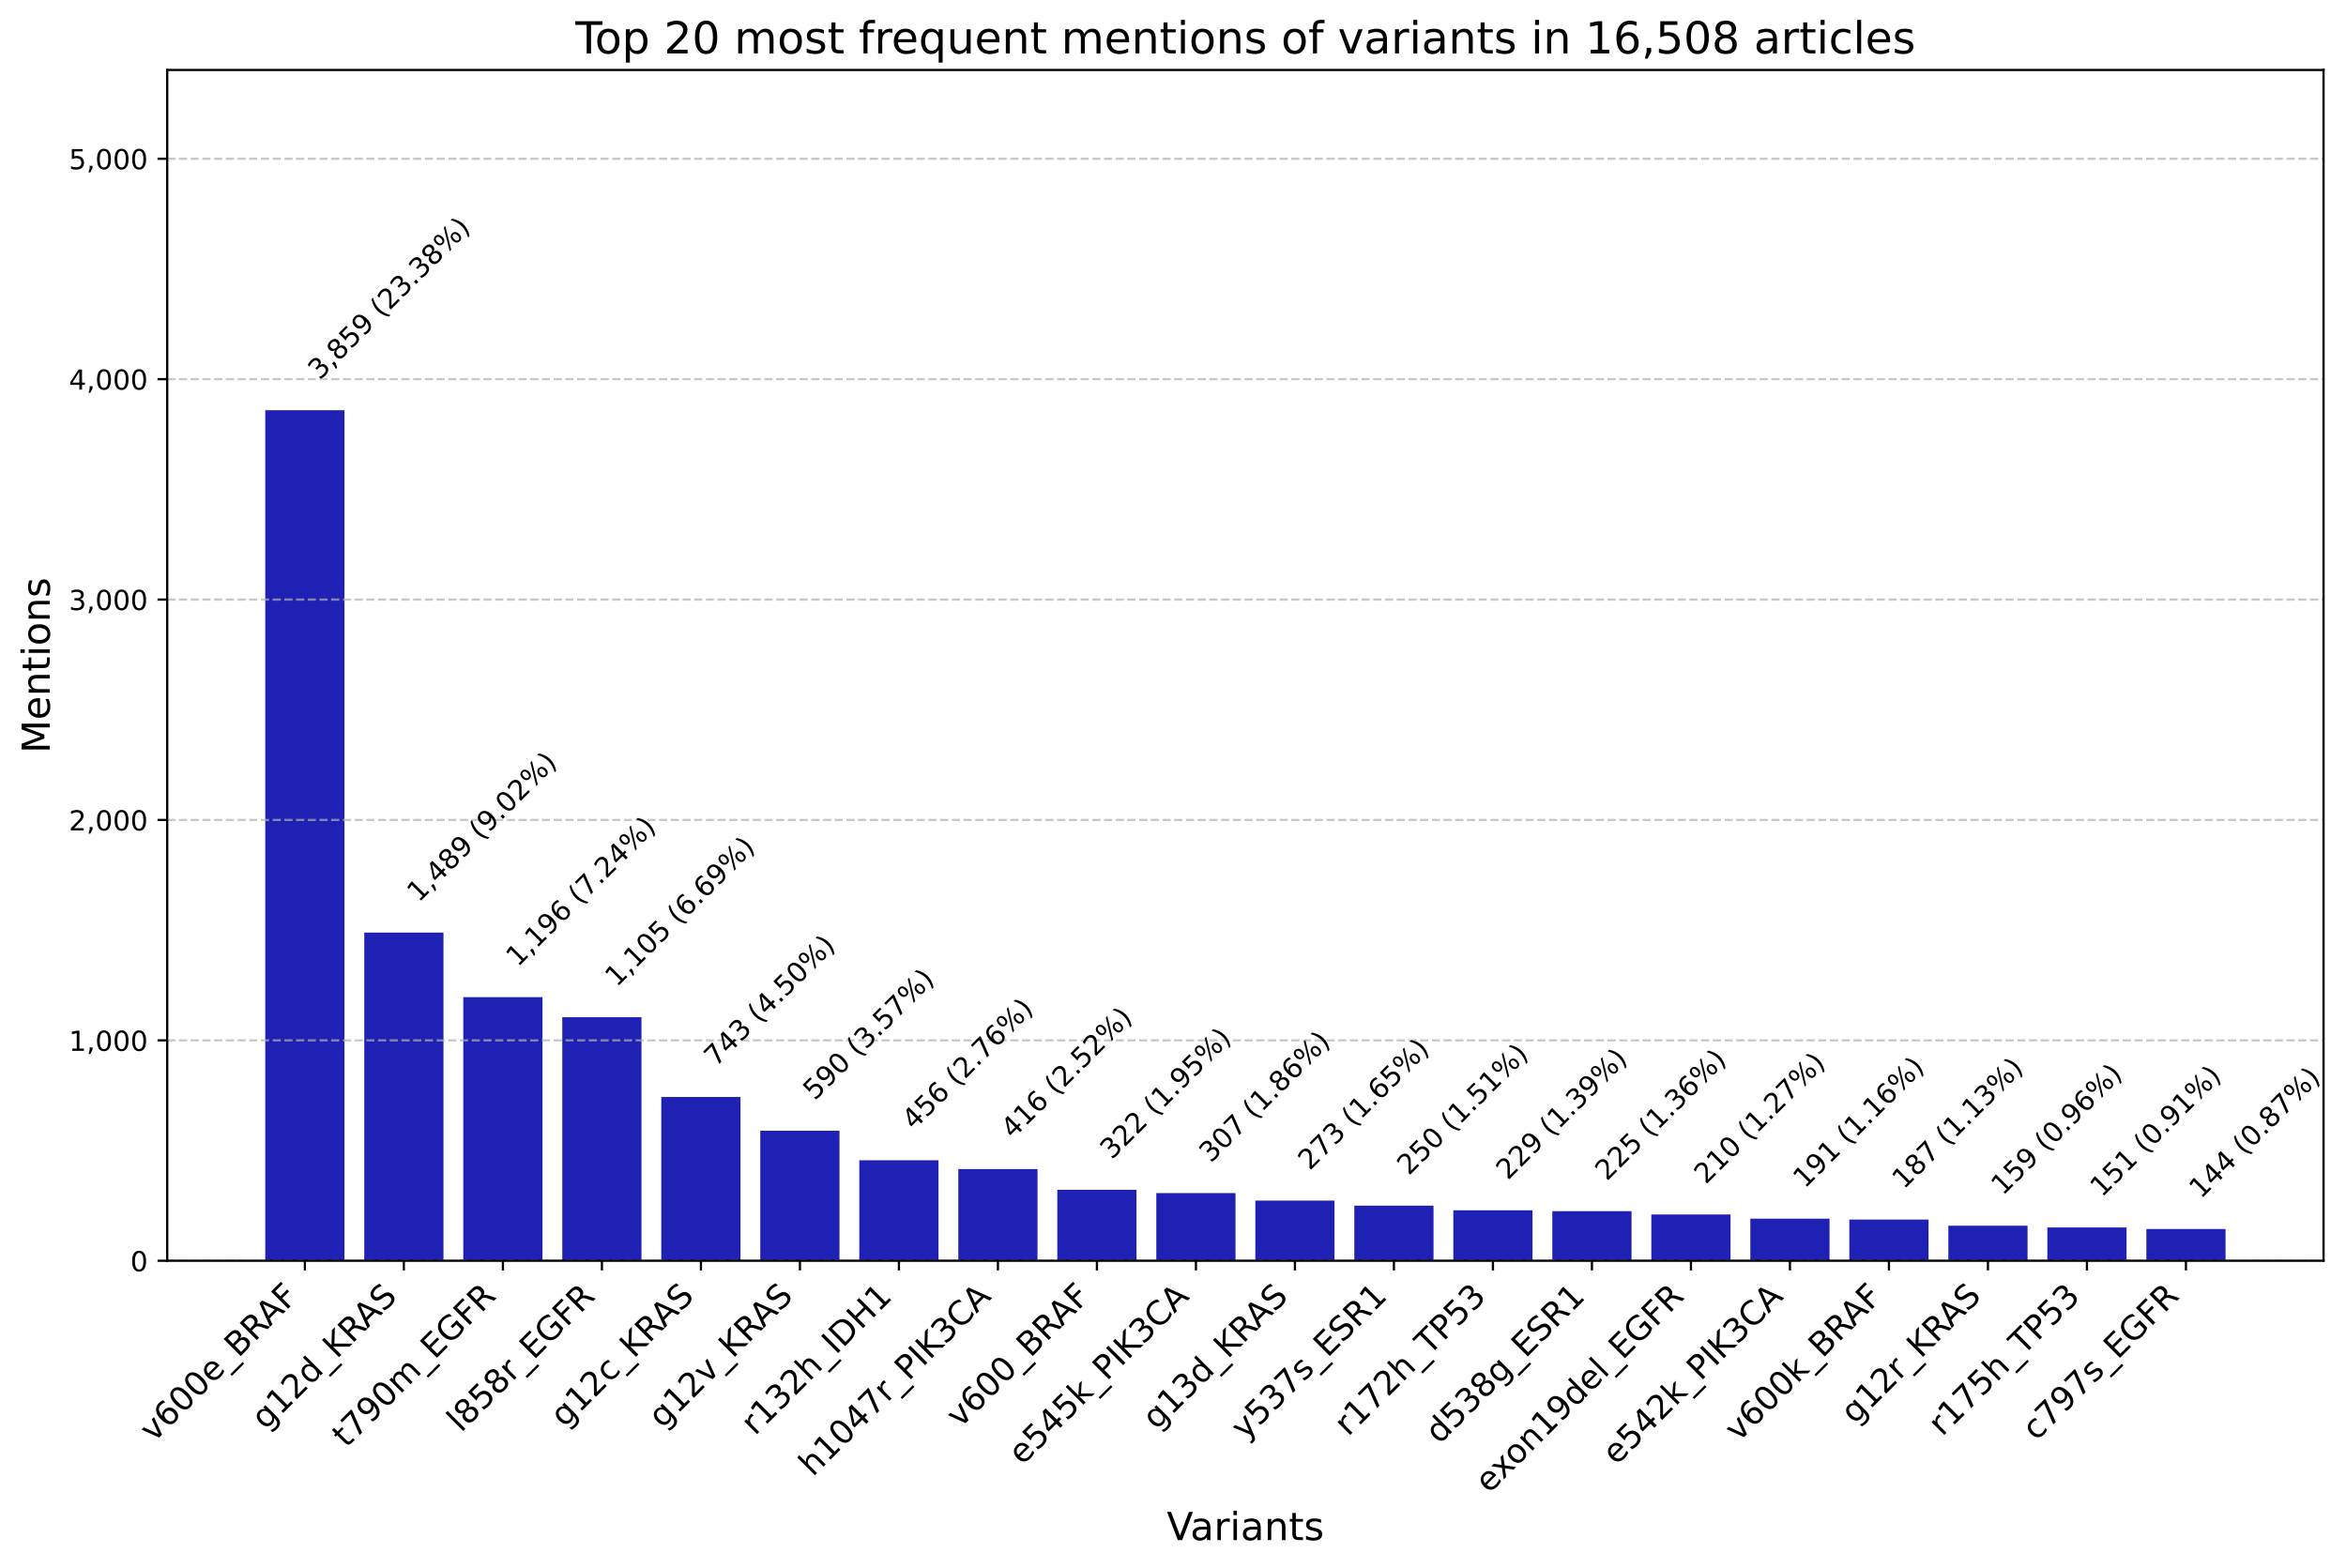 Top 20 most frequent mentions of variants in 16,508 articles
Mentions
5,000
4,000
3,000
2,000
1,000
0
3,859 (23.38%)
1,489 (9.02%)
1,196 (7.24%)
1,105 (6.69%)
743 (4.50%)
590 (3.57%)
456 (2.76%)
416 (2.52%)
322 (1.95%)
307 (1.86%)
273 (1.65%)
250 (1.51%)
229 (1.39%)
225 (1.36%)
210 (1.27%)
191 (1.16%)
187 (1.13%)
159 (0.96%)
151 (0.91%)
144 (0.87%)
v600e_BRAF
g12d_KRAS
t790m_EGFR
l858r_EGFR
g12c_KRAS
g12v_KRAS
r132h_IDH1
h1047r_PIK3CA
v600_BRAF
e545k_PIK3CA
g13d_KRAS
y537s_ESR1
r172h_TP53
d538g_ESR1
exon19del_EGFR
e542k_PIK3CA
v600k_BRAF
g12r_KRAS
r175h_TP53
c797s_EGFR
Variants